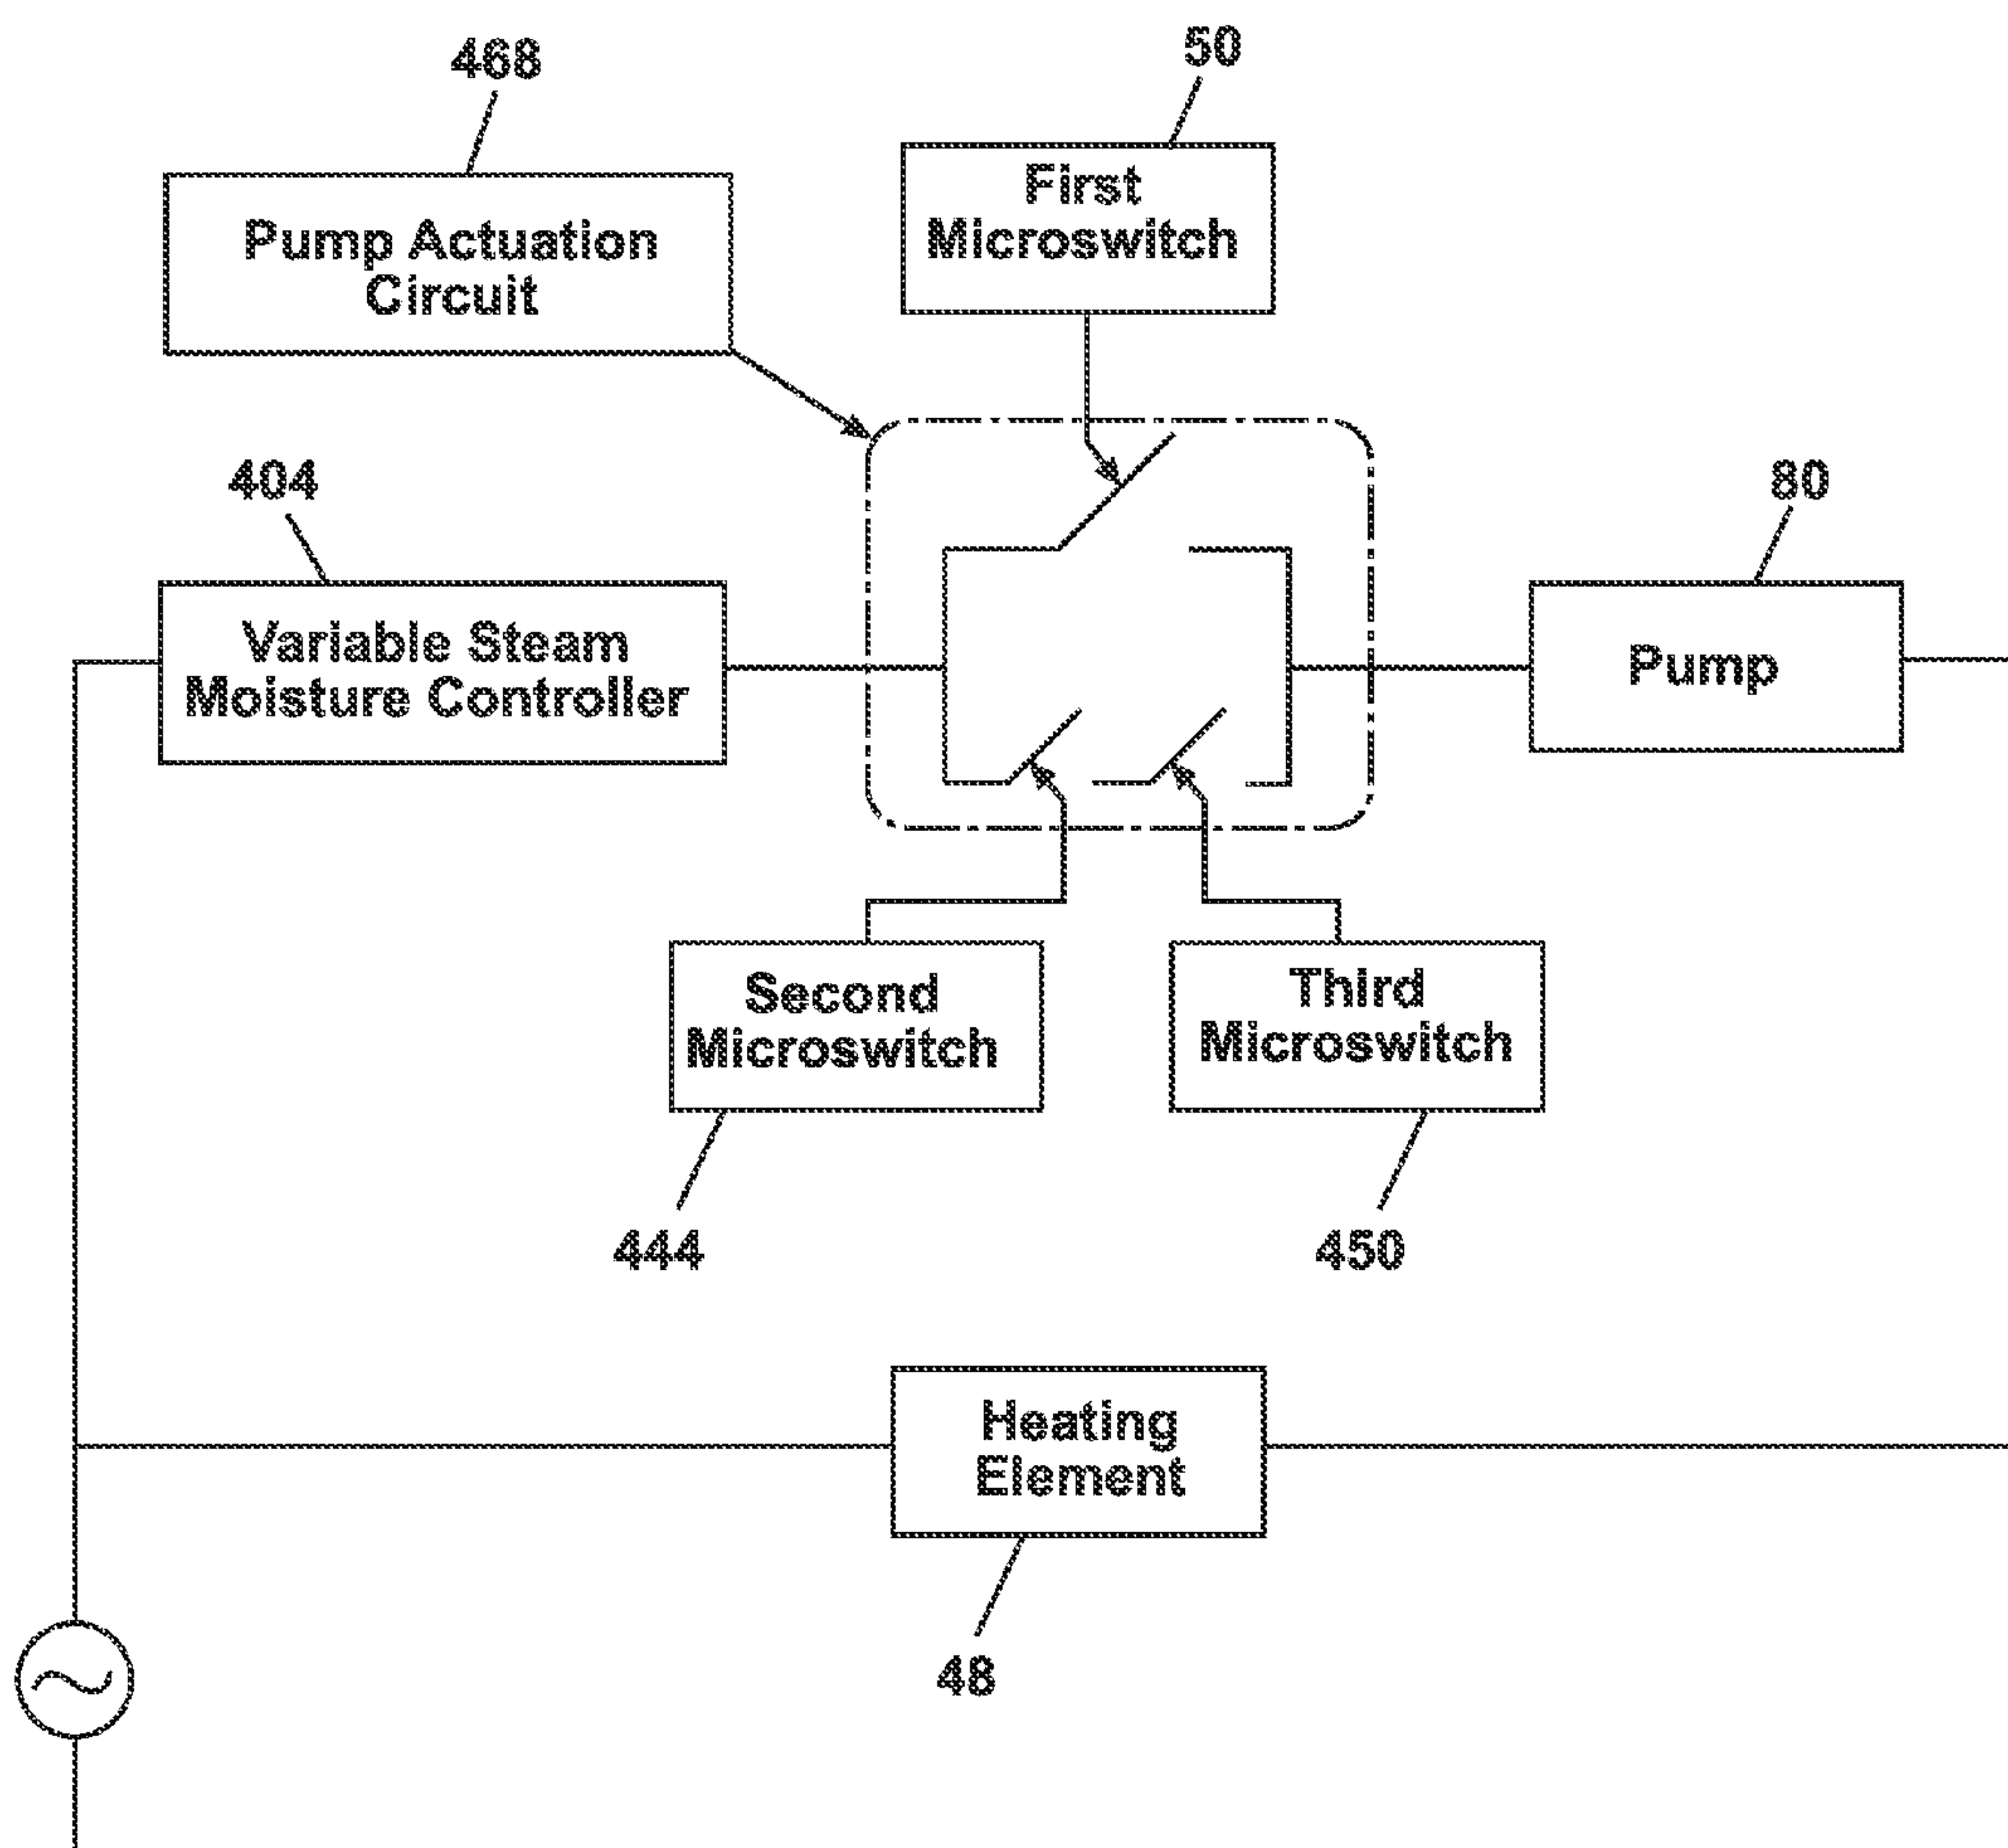 468
50
Pump Actuation
Circuit
First
Microswitch
404
80
Variable Steam
Moisture Controller
Pump
Second
Microswitch
Third
Microswitch
444
450
Heating
Element
48